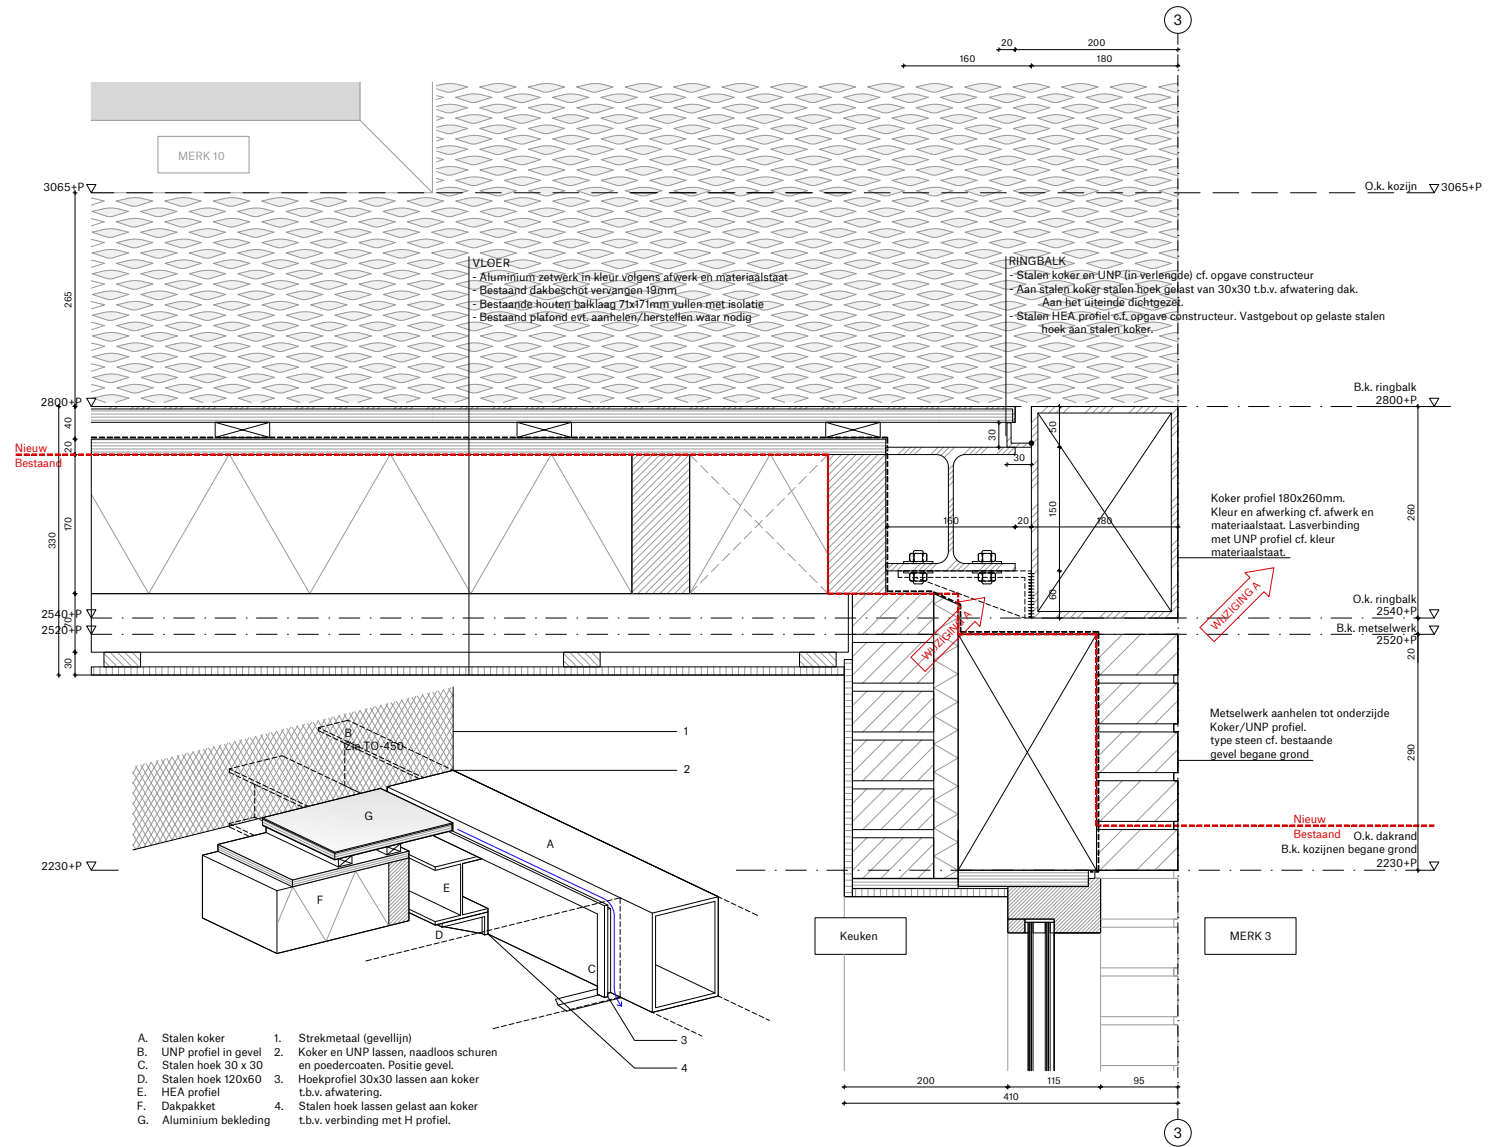 3
20
200
160
180
MERK 10
3065+P
O.k. kozijn
3065+P
265
VLOER
- Aluminium zetwerk in kleur volgens afwerk en materiaalstaat
- Bestaand dakbeschot vervangen 19mm
- Bestaande houten balklaag 71x171mm vullen met isolatie
- Bestaand plafond evt. aanhelen/herstellen waar nodig
RINGBALK
- Stalen koker en UNP (in verlengde) cf. opgave constructeur
- Aan stalen koker stalen hoek gelast van 30x30 t.b.v. afwatering dak.
Aan het uiteinde dichtgezet.
- Stalen HEA profiel c.f. opgave constructeur. Vastgebout op gelaste stalen
hoek aan stalen koker.
B.k. ringbalk
2800+P
2800+P
40
20
Nieuw
Bestaand
30
50
30
170
330
150
160
20
180
60
Koker profiel 180x260mm.
Kleur en afwerking cf. afwerk en
materiaalstaat. Lasverbinding
met UNP profiel cf. kleur
materiaalstaat.
260
WIJZIGING A
WIJZIGING A
O.k. ringbalk
2540+P
2540+P
B.k. metselwerk
2520+P
2520+P
70
30
20
Metselwerk aanhelen tot onderzijde
Koker/UNP profiel.
type steen cf. bestaande
gevel begane grond
290
Nieuw
Bestaand
O.k. dakrand
B.k. kozijnen begane grond
2230+P
2230+P
B
Zie TO-450
1
2
G
A
E
F
D
C
3
4
Keuken
MERK 3
A. Stalen koker
B. UNP profiel in gevel
C. Stalen hoek 30 x 30
D. Stalen hoek 120x60
E. HEA profiel
F. Dakpakket
G. Aluminium bekleding
1. Strekmetaal (gevellijn)
2. Koker en UNP lassen, naadloos schuren
en poedercoaten. Positie gevel.
3. Hoekprofiel 30x30 lassen aan koker
t.b.v. afwatering.
4. Stalen hoek lassen gelast aan koker
t.b.v. verbinding met H profiel.
200
115
95
410
3